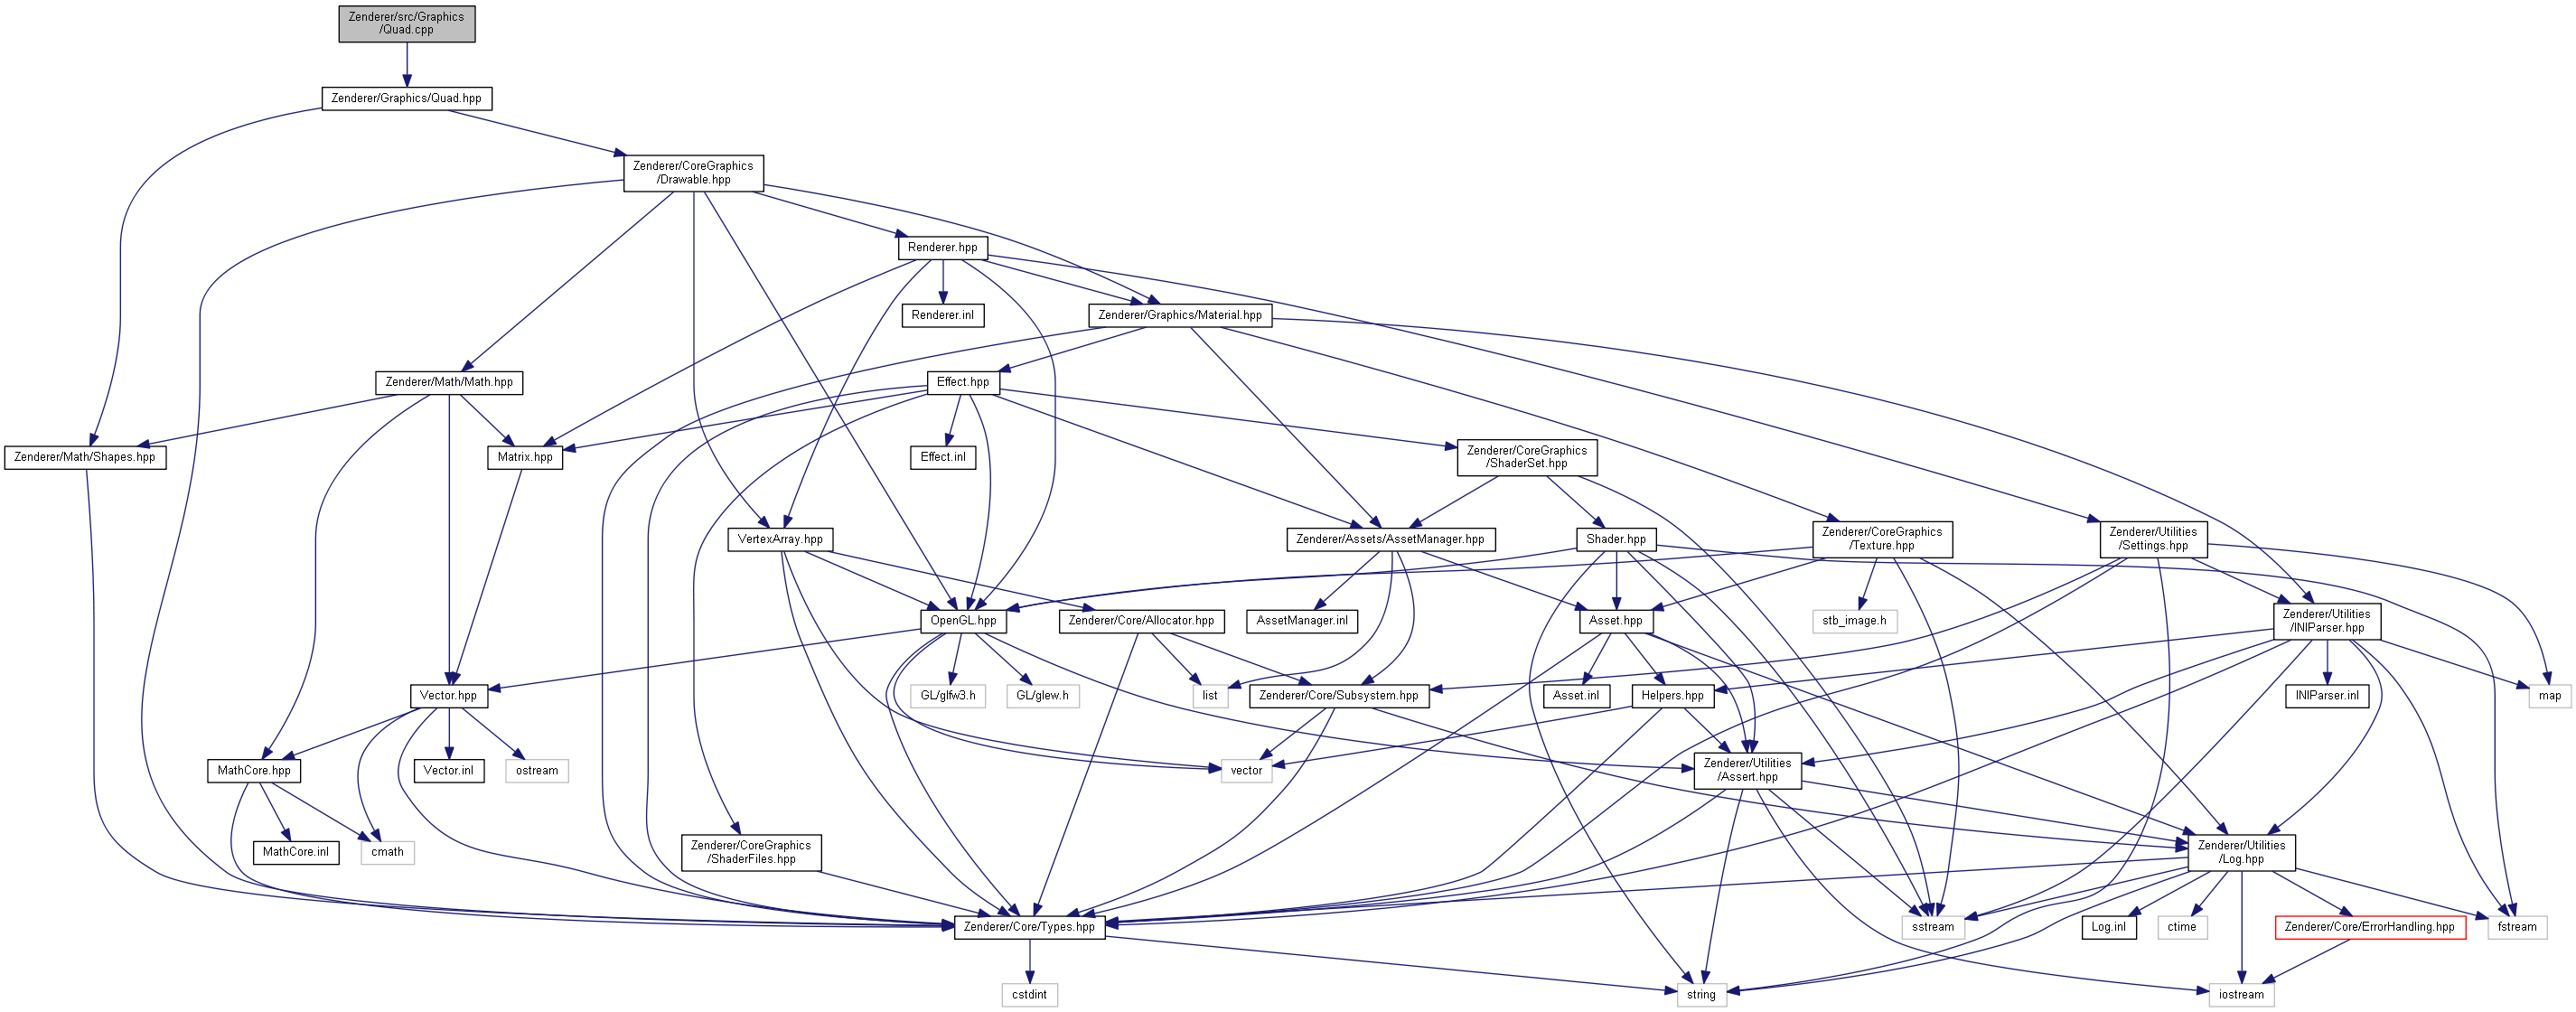 Zenderer/src/Graphics
/Quad.cpp
Zenderer/Graphics/Quad.hpp
Zenderer/CoreGraphics
/Drawable.hpp
Renderer.hpp
Renderer.inl
Zenderer/Graphics/Material.hpp
Zenderer/Math/Math.hpp
Effect.hpp
Zenderer/Math/Shapes.hpp
Matrix.hpp
Effect.inl
Zenderer/CoreGraphics
/ShaderSet.hpp
VertexArray.hpp
Zenderer/Assets/AssetManager.hpp
Shader.hpp
Zenderer/CoreGraphics
/Texture.hpp
Zenderer/Utilities
/Settings.hpp
OpenGL.hpp
Zenderer/Core/Allocator.hpp
AssetManager.inl
Asset.hpp
stb_image.h
Zenderer/Utilities
/INIParser.hpp
Vector.hpp
GL/glfw3.h
GL/glew.h
list
Zenderer/Core/Subsystem.hpp
Asset.inl
Helpers.hpp
INIParser.inl
map
MathCore.hpp
Vector.inl
ostream
vector
Zenderer/Utilities
/Assert.hpp
MathCore.inl
cmath
Zenderer/CoreGraphics
/ShaderFiles.hpp
Zenderer/Utilities
/Log.hpp
Zenderer/Core/Types.hpp
sstream
Log.inl
ctime
Zenderer/Core/ErrorHandling.hpp
fstream
cstdint
string
iostream